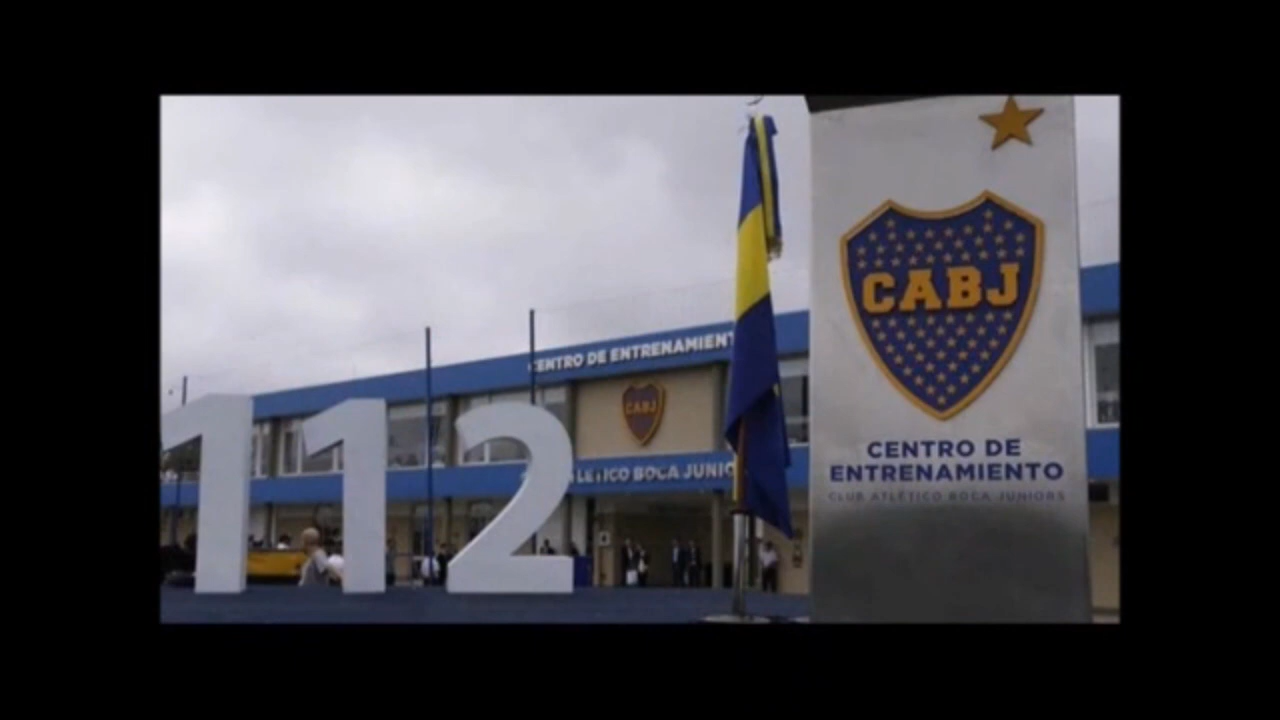 CENTRO DE ENTRENAMIENT
CABJ
112
CABJ
CENTRO DE
ENTRENAMIENTO
CLUB ATLÉTICO BOCA JUNIORS